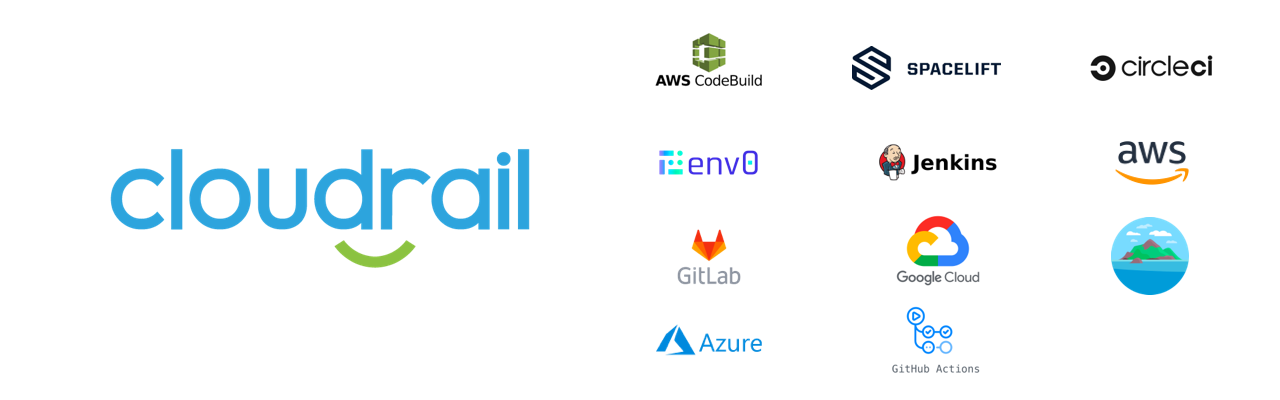 cloudrail
AWS CodeBuild
SPACELIFT
circleci
env0
Jenkins
aws
GitLab
Google Cloud
Azure
GitHub Actions